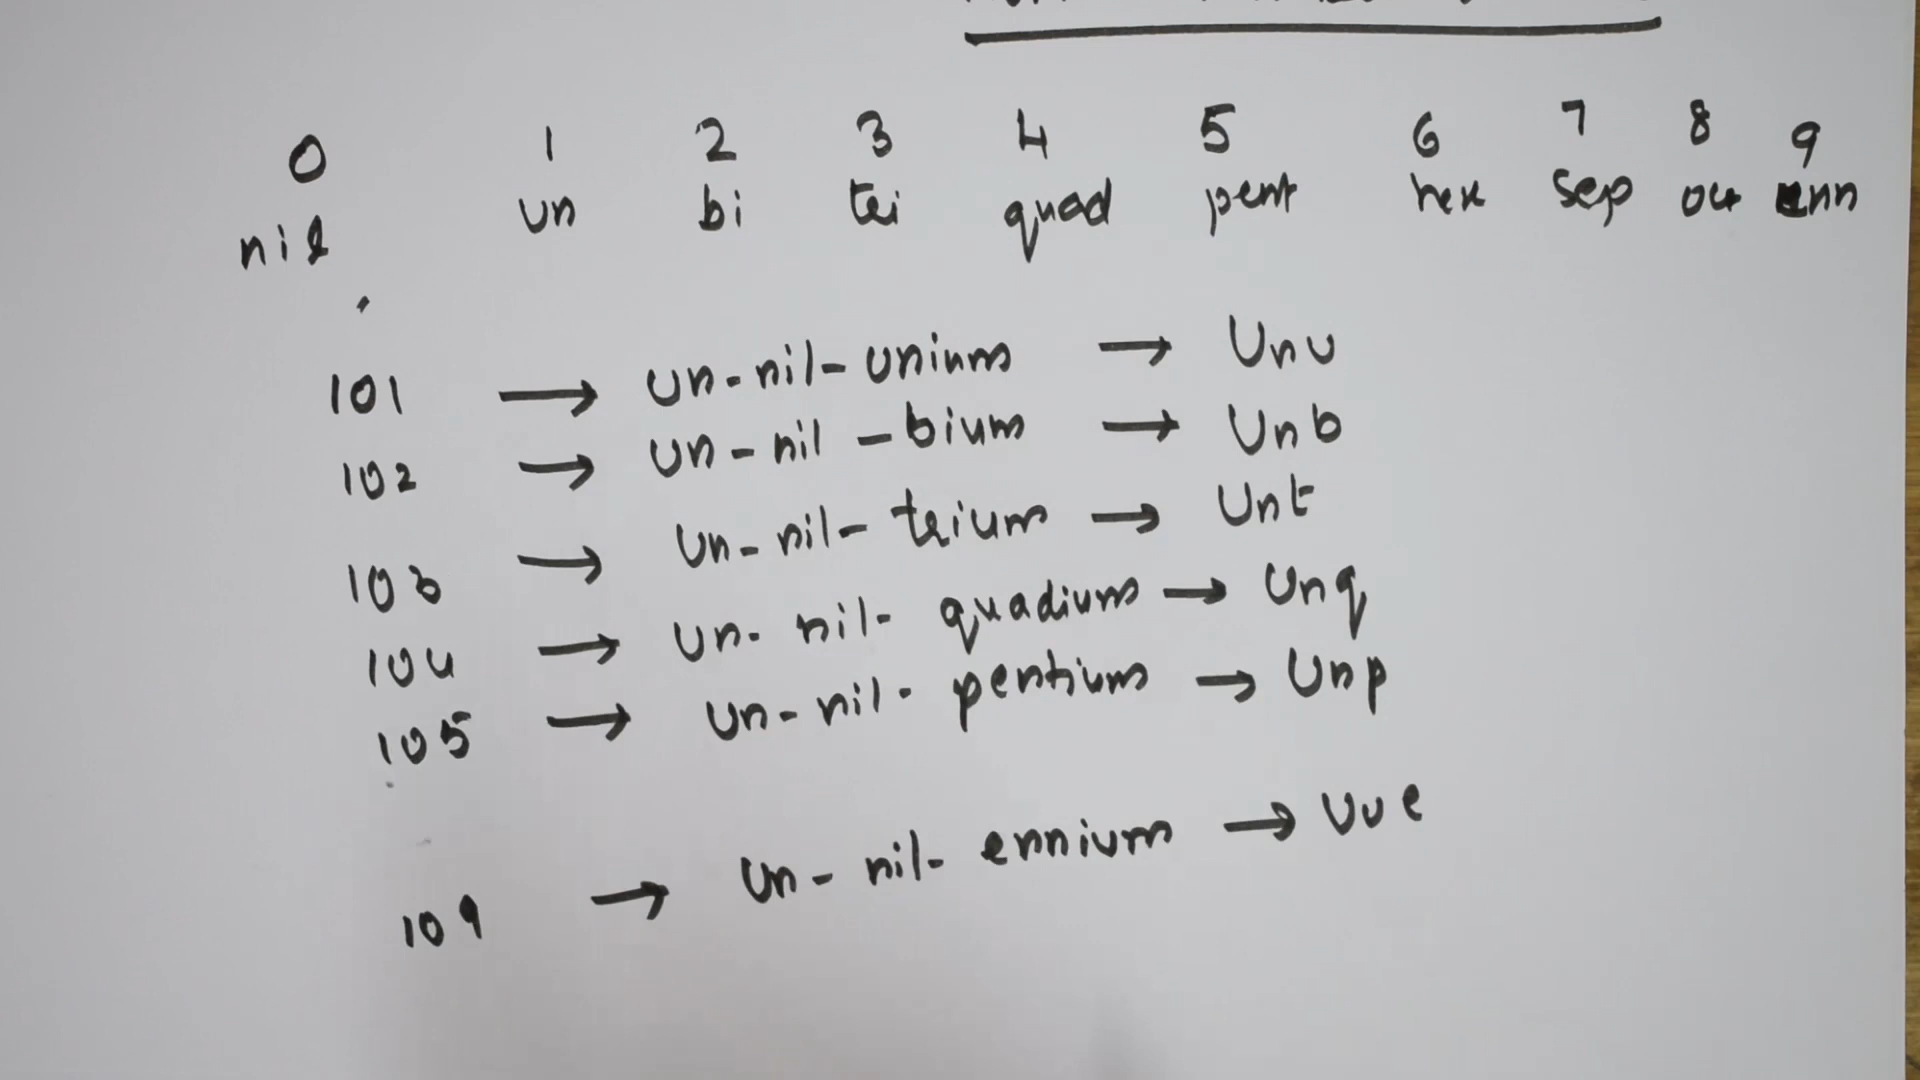 0 1 2 3 4 5 6 7 8 9
nil un bi tri quad pent hex sep oct enn
101 → un-nil-unium → Unu
102 → un-nil-bium → Unb
103 → un-nil-trium → Unt
104 → un-nil-quadium → Unq
105 → un-nil-pentium → Unp
109 → un-nil-ennium → Uue